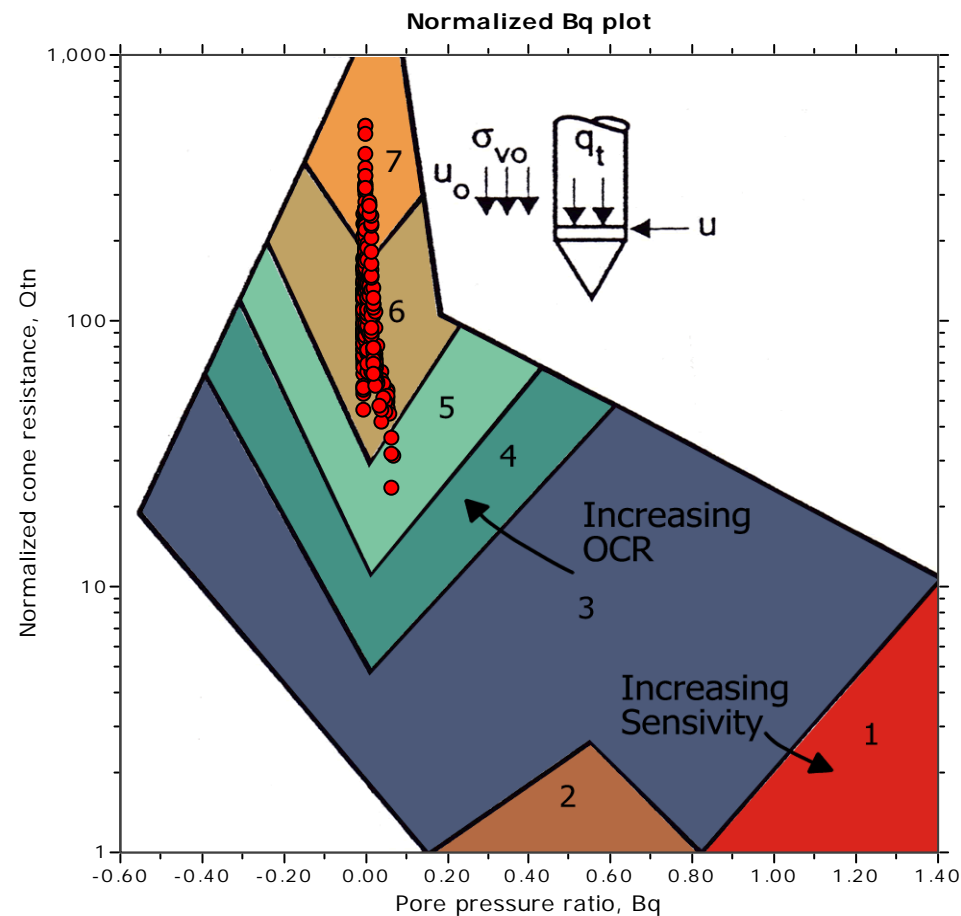 Normalized Bq plot
Normalized cone resistance, Qtn
1,000
100
10
1
σvo
qt
uo
u
7
6
5
4
Increasing
OCR
3
Increasing
Sensivity
1
2
-0.60 -0.40 -0.20 0.00 0.20 0.40 0.60 0.80 1.00 1.20 1.40
Pore pressure ratio, Bq